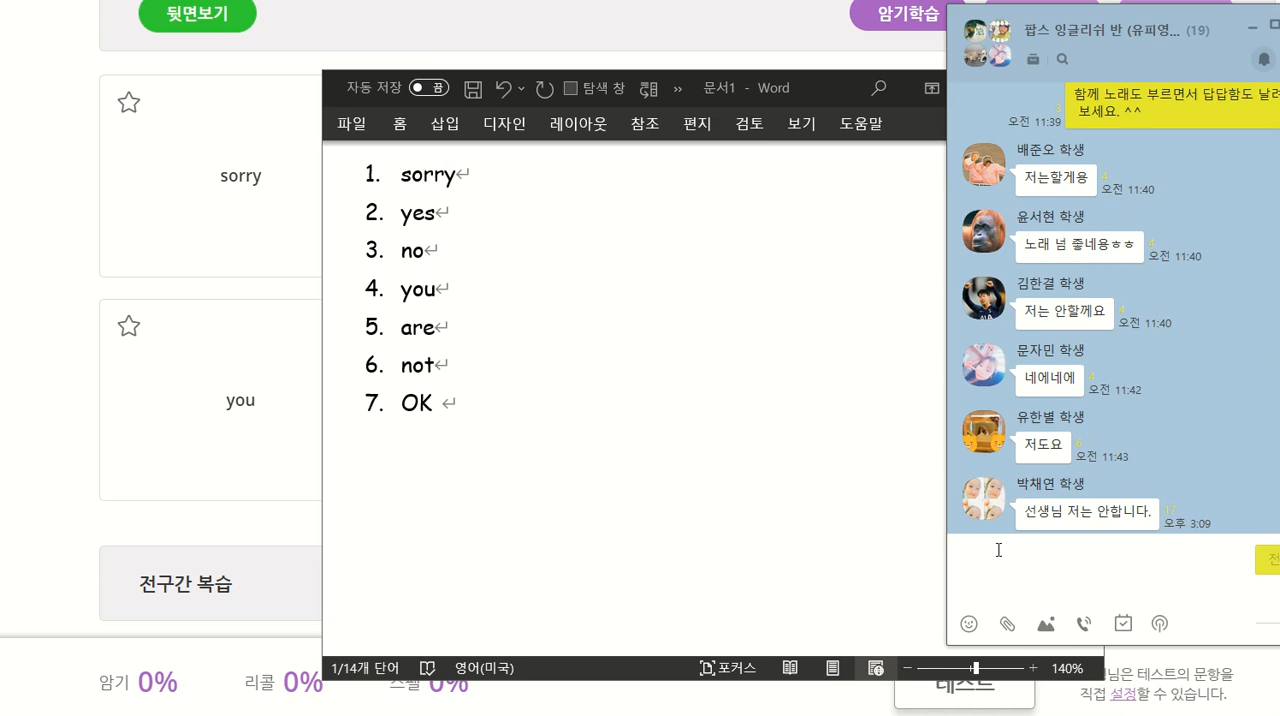 뒷면보기
암기학습
sorry
you
전구간 복습
암기 0%
리콜 0%
스펠 0%
테스트
님은 테스트의 문항을
직접 설정할 수 있습니다.
자동 저장 끔 탐색 창 ›› 문서1 - Word
파일 홈 삽입 디자인 레이아웃 참조 편지 검토 보기 도움말
1. sorry↵
2. yes↵
3. no↵
4. you↵
5. are↵
6. not↵
7. OK ↵
1/14개 단어 영어(미국) 포커스 140%
팝스 잉글리쉬 반 (유피영... (19)
함께 노래도 부르면서 답답함도 날려
보세요. ^^
오전 11:39
배준오 학생
저는할게용 4
오전 11:40
윤서현 학생
노래 넘 좋네용ㅎㅎ 4
오전 11:40
김한결 학생
저는 안할께요 4
오전 11:40
문자민 학생
네에네에 4
오전 11:42
유한별 학생
저도요
오전 11:43
박채연 학생
선생님 저는 안합니다. 17
오후 3:09